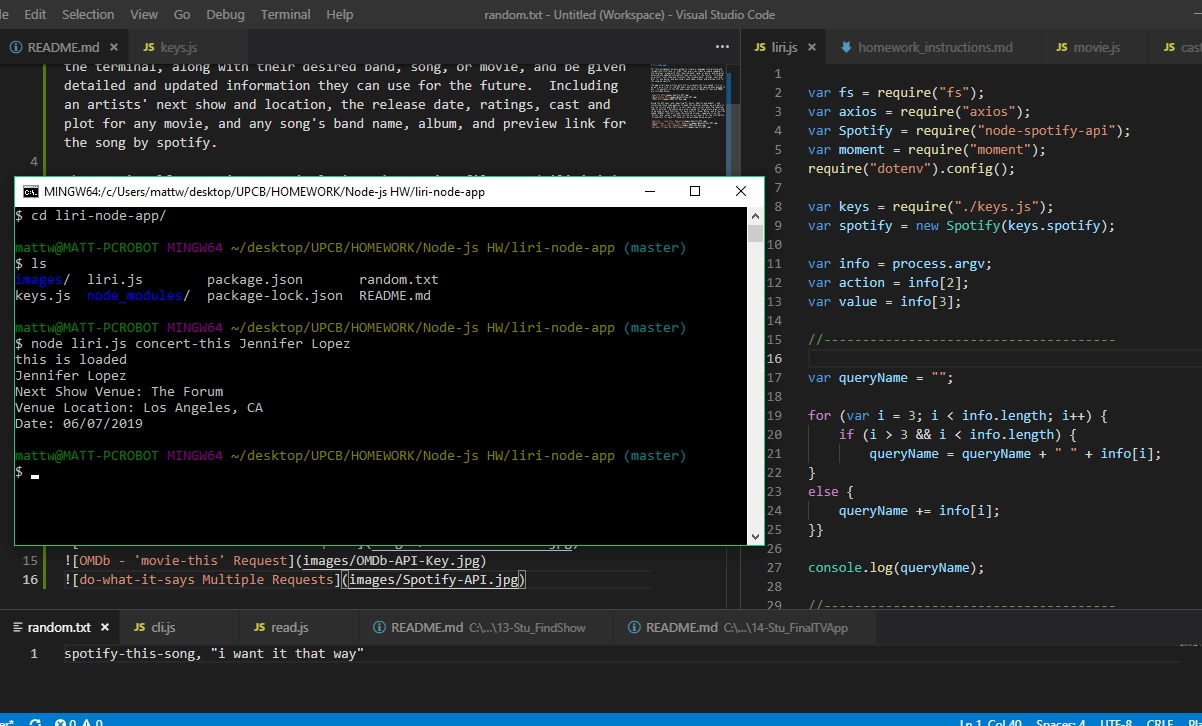 Edit Selection View Go Debug Terminal Help
random.txt - Untitled (Workspace) - Visual Studio Code
README.md ×
JS keys.js
the terminal, along with their desired band, song, or movie, and be given
detailed and updated information they can use for the future.  Including
an artists' next show and location, the release date, ratings, cast and
plot for any movie, and any song's band name, album, and preview link for
the song by spotify.
4
MINGW64:/c/Users/mattw/desktop/UPCB/HOMEWORK/Node-js HW/liri-node-app
$ cd liri-node-app/
mattw@MATT-PCROBOT MINGW64 ~/desktop/UPCB/HOMEWORK/Node-js HW/liri-node-app (master)
$ ls
images/  liri.js        package.json       random.txt
keys.js  node_modules/  package-lock.json  README.md
mattw@MATT-PCROBOT MINGW64 ~/desktop/UPCB/HOMEWORK/Node-js HW/liri-node-app (master)
$ node liri.js concert-this Jennifer Lopez
this is loaded
Jennifer Lopez
Next Show Venue: The Forum
Venue Location: Los Angeles, CA
Date: 06/07/2019
mattw@MATT-PCROBOT MINGW64 ~/desktop/UPCB/HOMEWORK/Node-js HW/liri-node-app (master)
$
15 ![OMDb - 'movie-this' Request](images/OMDb-API-Key.jpg)
16 ![do-what-it-says Multiple Requests](images/Spotify-API.jpg)
JS liri.js ×
homework_instructions.md
JS movie.js
JS
1
2 var fs = require("fs");
3 var axios = require("axios");
4 var Spotify = require("node-spotify-api");
5 var moment = require("moment");
6 require("dotenv").config();
7
8 var keys = require("./keys.js");
9 var spotify = new Spotify(keys.spotify);
10
11 var info = process.argv;
12 var action = info[2];
13 var value = info[3];
14
15 //--------------------------------------
16
17 var queryName = "";
18
19 for (var i = 3; i < info.length; i++) {
20     if (i > 3 && i < info.length) {
21         queryName = queryName + " " + info[i];
22 }
23 else {
24     queryName += info[i];
25 }}
26
27 console.log(queryName);
28
29 //--------------------------------------
random.txt ×
JS cli.js
JS read.js
README.md C:\...\13-Stu_FindShow
README.md C:\...\14-Stu_FinalTVApp
1 spotify-this-song, "i want it that way"
0 0
Ln 1, Col 40 Spaces: 4 UTF-8 CRLF